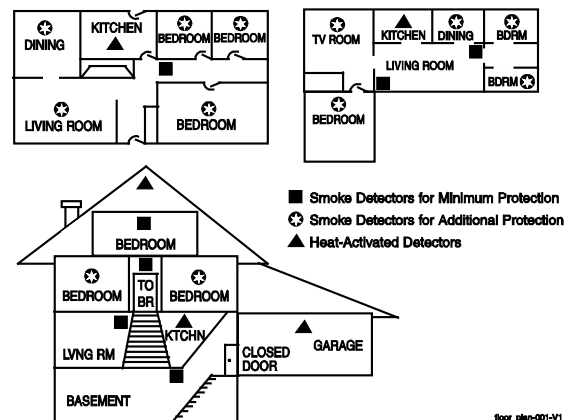 DINING
KITCHEN
BEDROOM
BEDROOM
LIVING ROOM
BEDROOM
TV ROOM
KITCHEN
DINING
BDRM
LIVING ROOM
BDRM
BEDROOM
Smoke Detectors for Minimum Protection
Smoke Detectors for Additional Protection
Heat-Activated Detectors
BEDROOM
BEDROOM
TO
BR
BEDROOM
LVNG RM
KTCHN
CLOSED
DOOR
GARAGE
BASEMENT
floor_plan-001-V1